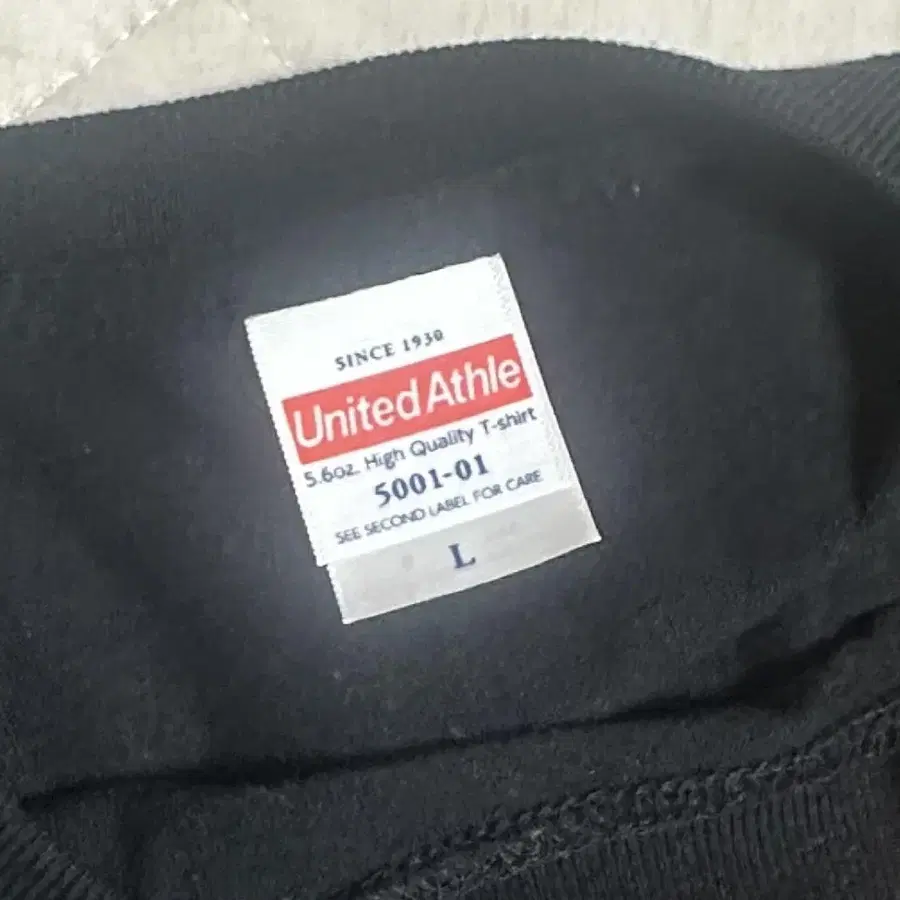 SINCE 1930
United Athle
5.6oz. High Quality T-shirt
5001-01
SEE SECOND LABEL FOR CARE
L